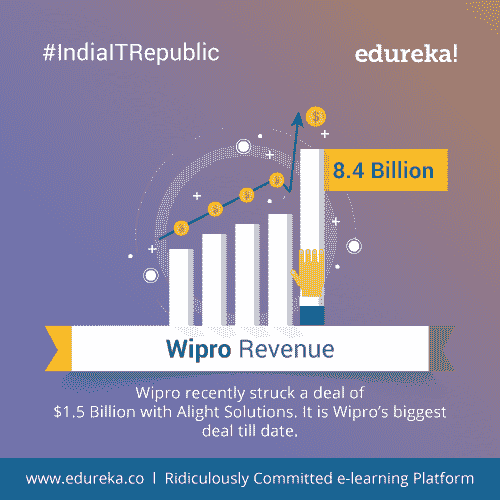 #IndiaITRepublic
edureka!
$
$
$
$
$
8.4 Billion
Wipro Revenue
Wipro recently struck a deal of
$1.5 Billion with Alight Solutions. It is Wipro's biggest
deal till date.
www.edureka.co | Ridiculously Committed e-learning Platform